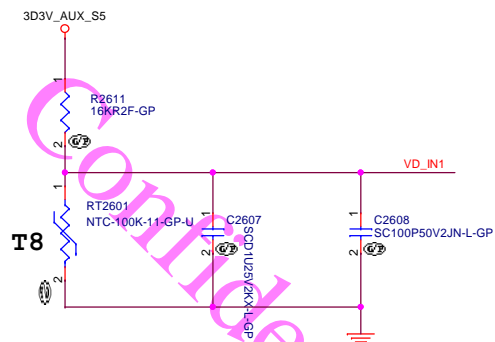 3D3V_AUX_S5
1
R2611
16KR2F-GP
2
G/P
VD_IN1
1
RT2601
NTC-100K-11-GP-U
T8
2
1
C2607
SCD1U25V2KX-L-GP
2
G/P
1
C2608
SC100P50V2JN-L-GP
2
G/P
Confide